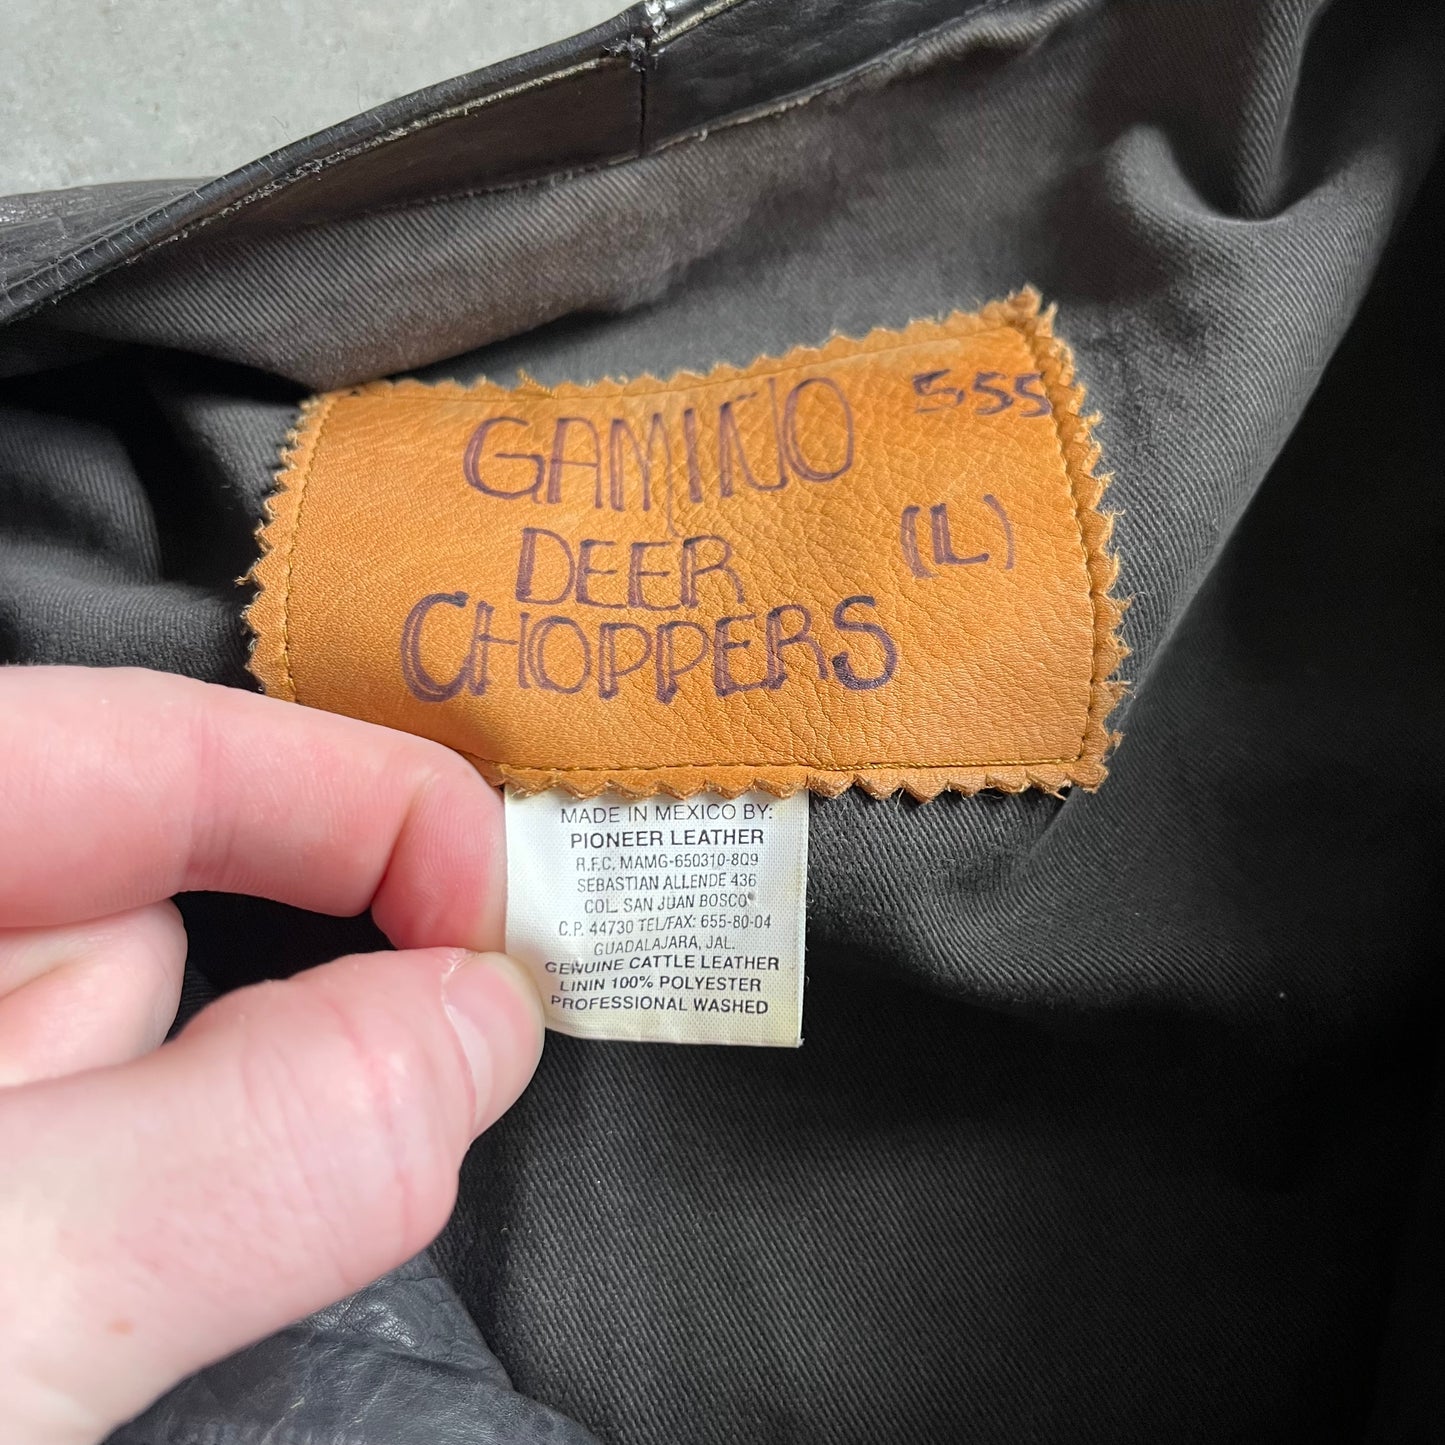 GAMINO 555
DEER (L)
CHOPPERS
MADE IN MEXICO BY:
PIONEER LEATHER
R.F.C. MAMG-650310-8Q9
SEBASTIAN ALLENDE 436
COL. SAN JUAN BOSCO
C.P. 44730 TEL/FAX: 655-80-04
GUADALAJARA, JAL.
GENUINE CATTLE LEATHER
LININ 100% POLYESTER
PROFESSIONAL WASHED